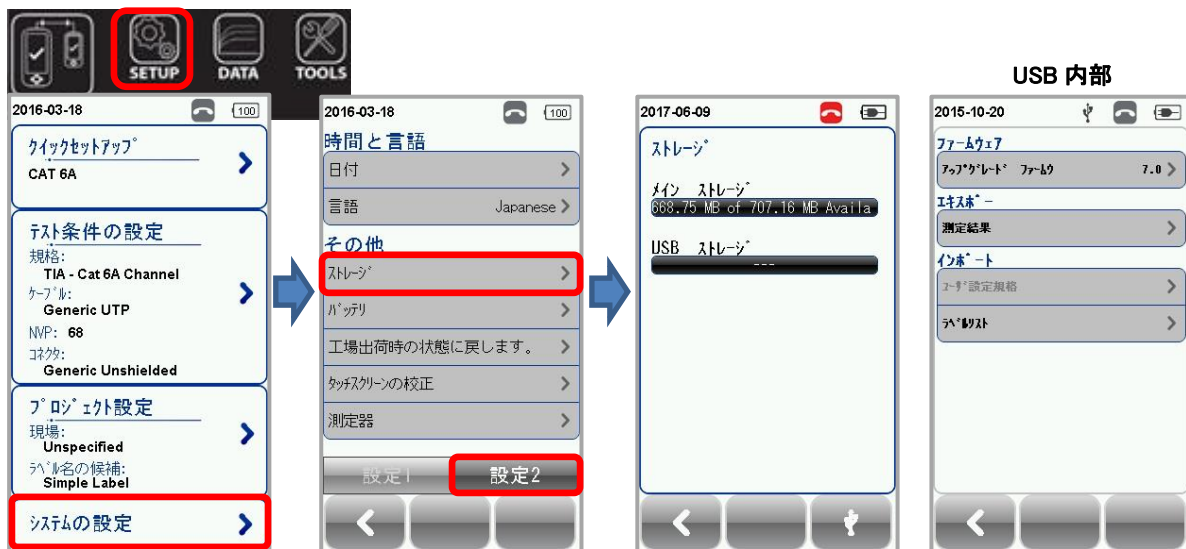 SETUP
DATA
TOOLS
2016-03-18
100
クイックセットアップ
CAT 6A
テスト条件の設定
規格:
TIA - Cat 6A Channel
ケーブル:
Generic UTP
NVP: 68
コネクタ:
Generic Unshielded
プロジェクト設定
現場:
Unspecified
ラベル名の候補:
Simple Label
システムの設定
2016-03-18
100
時間と言語
日付
言語 Japanese
その他
ストレージ
バッテリ
工場出荷時の状態に戻します。
タッチスクリーンの校正
測定器
設定1
設定2
2017-06-09
ストレージ
メイン ストレージ
668.75 MB of 707.16 MB Availa
USB ストレージ
---
USB 内部
2015-10-20
ファームウェア
アップグレード ファームウ 7.0
エキスポー
測定結果
インポート
ユーザ設定規格
ラベルリスト